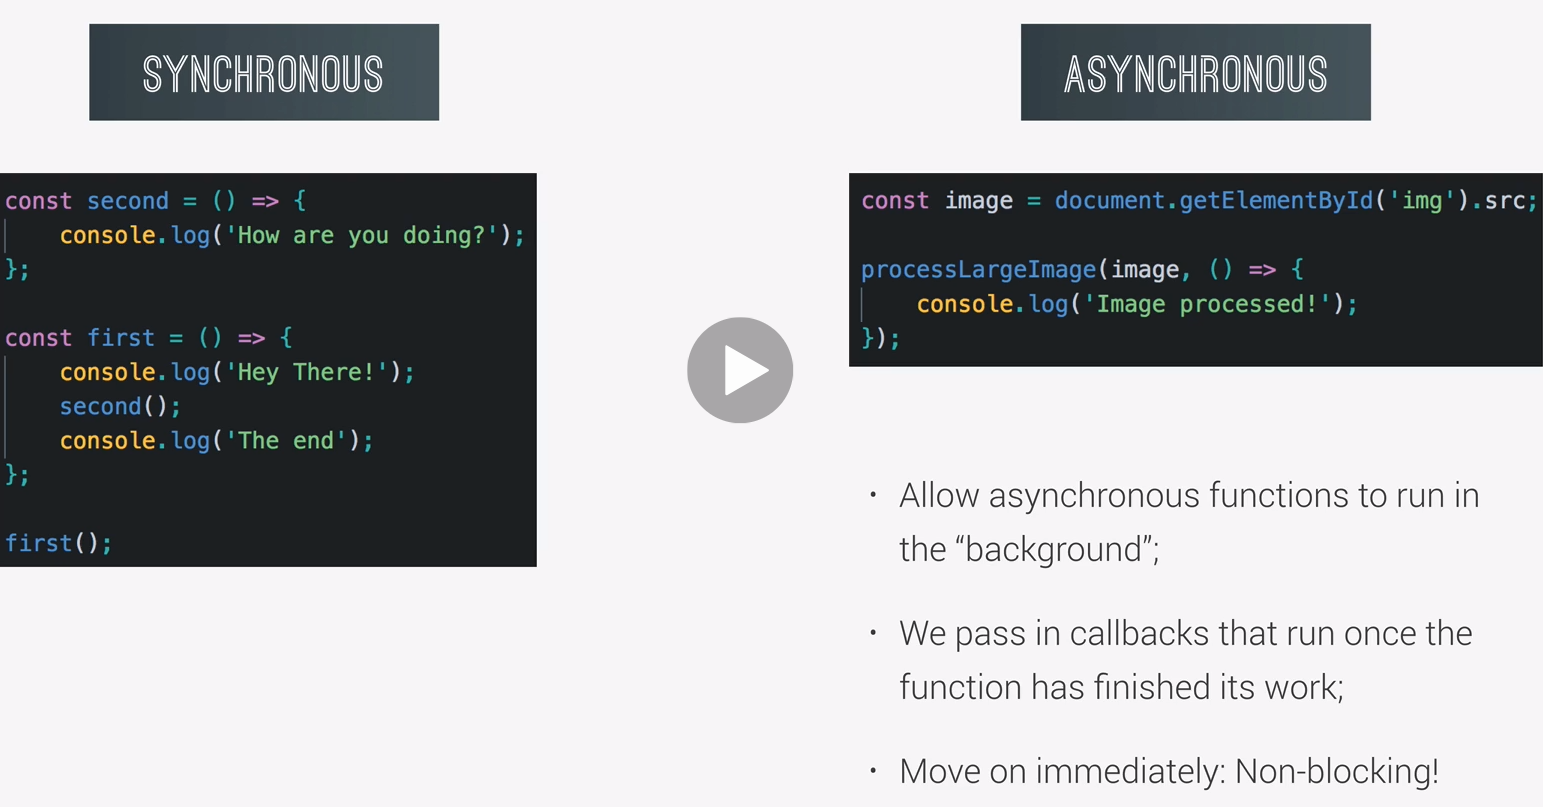 SYNCHRONOUS
const second = () => {
console.log('How are you doing?');
};
const first = () => {
console.log('Hey There!');
second();
console.log('The end');
};
first();
ASYNCHRONOUS
const image = document.getElementById('img').src;
processLargeImage(image, () => {
console.log('Image processed!');
});
• Allow asynchronous functions to run in
the “background”;
• We pass in callbacks that run once the
function has finished its work;
• Move on immediately: Non-blocking!